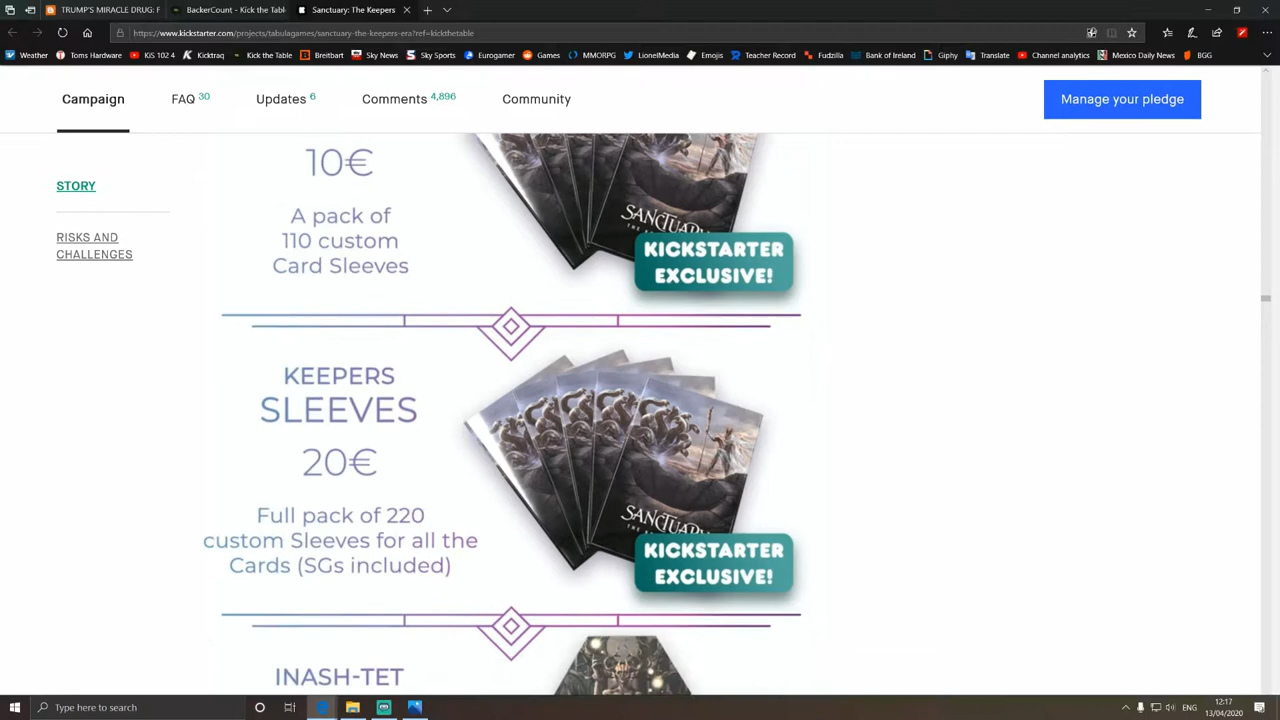 TRUMP'S MIRACLE DRUG: F
BackerCount - Kick the Tabl
Sanctuary: The Keepers
https://www.kickstarter.com/projects/tabulagames/sanctuary-the-keepers-era?ref=kickthetable
Weather
Toms Hardware
KiS 102 4
Kicktraq
Kick the Table
Breitbart
Sky News
Sky Sports
Eurogamer
Redgames
MMORPG
LionelMedia
Emojis
Teacher Record
Fudzilla
Bank of Ireland
Giphy
Translate
Channel analytics
Mexico Daily News
BGG
Campaign
FAQ 30
Updates 6
Comments 4,896
Community
Manage your pledge
STORY
RISKS AND
CHALLENGES
10€
A pack of
110 custom
Card Sleeves
SANCTUARY
KICKSTARTER
EXCLUSIVE!
KEEPERS
SLEEVES
20€
Full pack of 220
custom Sleeves for all the
Cards (SGs included)
SANCTUARY
KICKSTARTER
EXCLUSIVE!
INASH-TET
Type here to search
ENG
12:17
13/04/2020